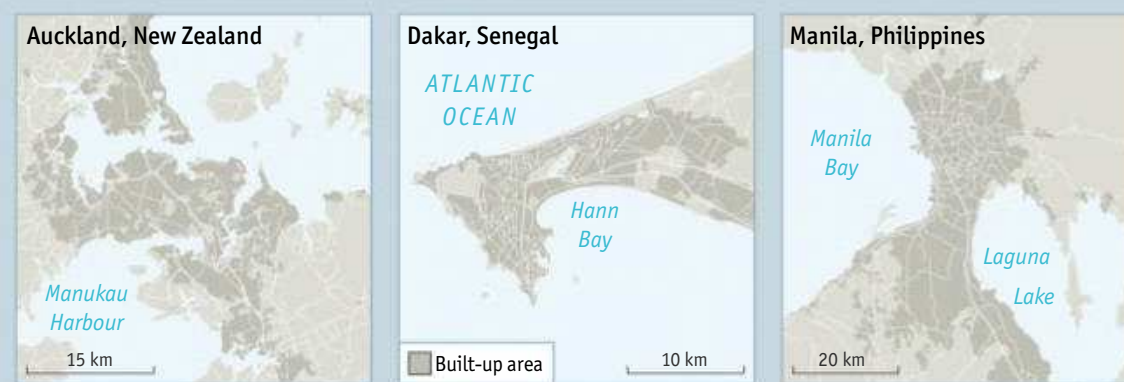 Auckland, New Zealand
Manukau
Harbour
15 km
Dakar, Senegal
ATLANTIC
OCEAN
Hann
Bay
Built-up area
10 km
Manila, Philippines
Manila
Bay
Laguna
Lake
20 km